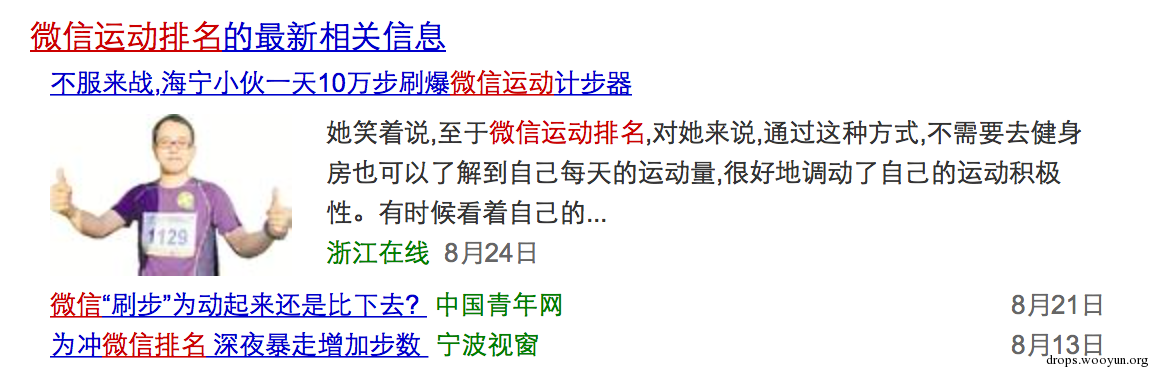 微信运动排名的最新相关信息
不服来战,海宁小伙一天10万步刷爆微信运动计步器
她笑着说,至于微信运动排名,对她来说,通过这种方式,不需要去健身
房也可以了解到自己每天的运动量,很好地调动了自己的运动积极
性。有时候看着自己的...
1129
浙江在线 8月24日
微信“刷步”为动起来还是比下去? 中国青年网 8月21日
为冲微信排名 深夜暴走增加步数 宁波视窗 8月13日
drops.wooyun.org